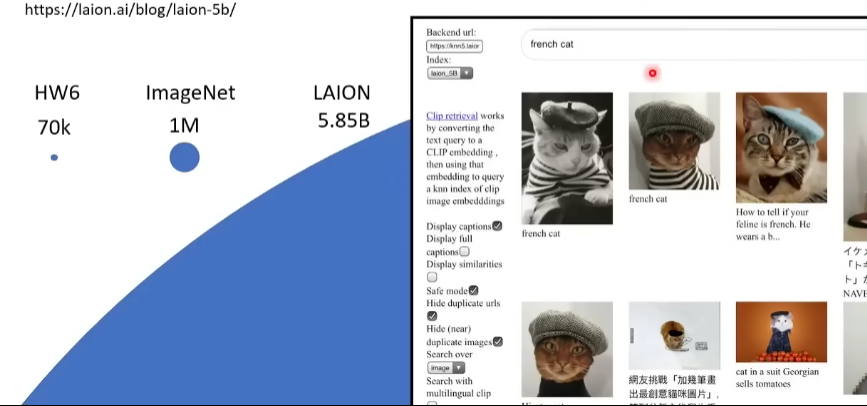 https://laion.ai/blog/laion-5b/
HW6
70k
ImageNet
1M
LAION
5.85B
Backend url:
https://knn5.laion
Index:
laion_5B
Clip retrieval works
by converting the
text query to a
CLIP embedding ,
then using that
embedding to query
a knn index of clip
image embedddings
Display captions
Display full
captions
Display similarities
Safe mode
Hide duplicate urls
Hide (near)
duplicate images
Search over
image
Search with
multilingual clip
french cat
french cat
french cat
How to tell if your
feline is french. He
wears a b...
イケメ
「トキ
ト」が
NAVE
網友挑戰「加幾筆畫
出最創意貓咪圖片」,
cat in a suit Georgian
sells tomatoes